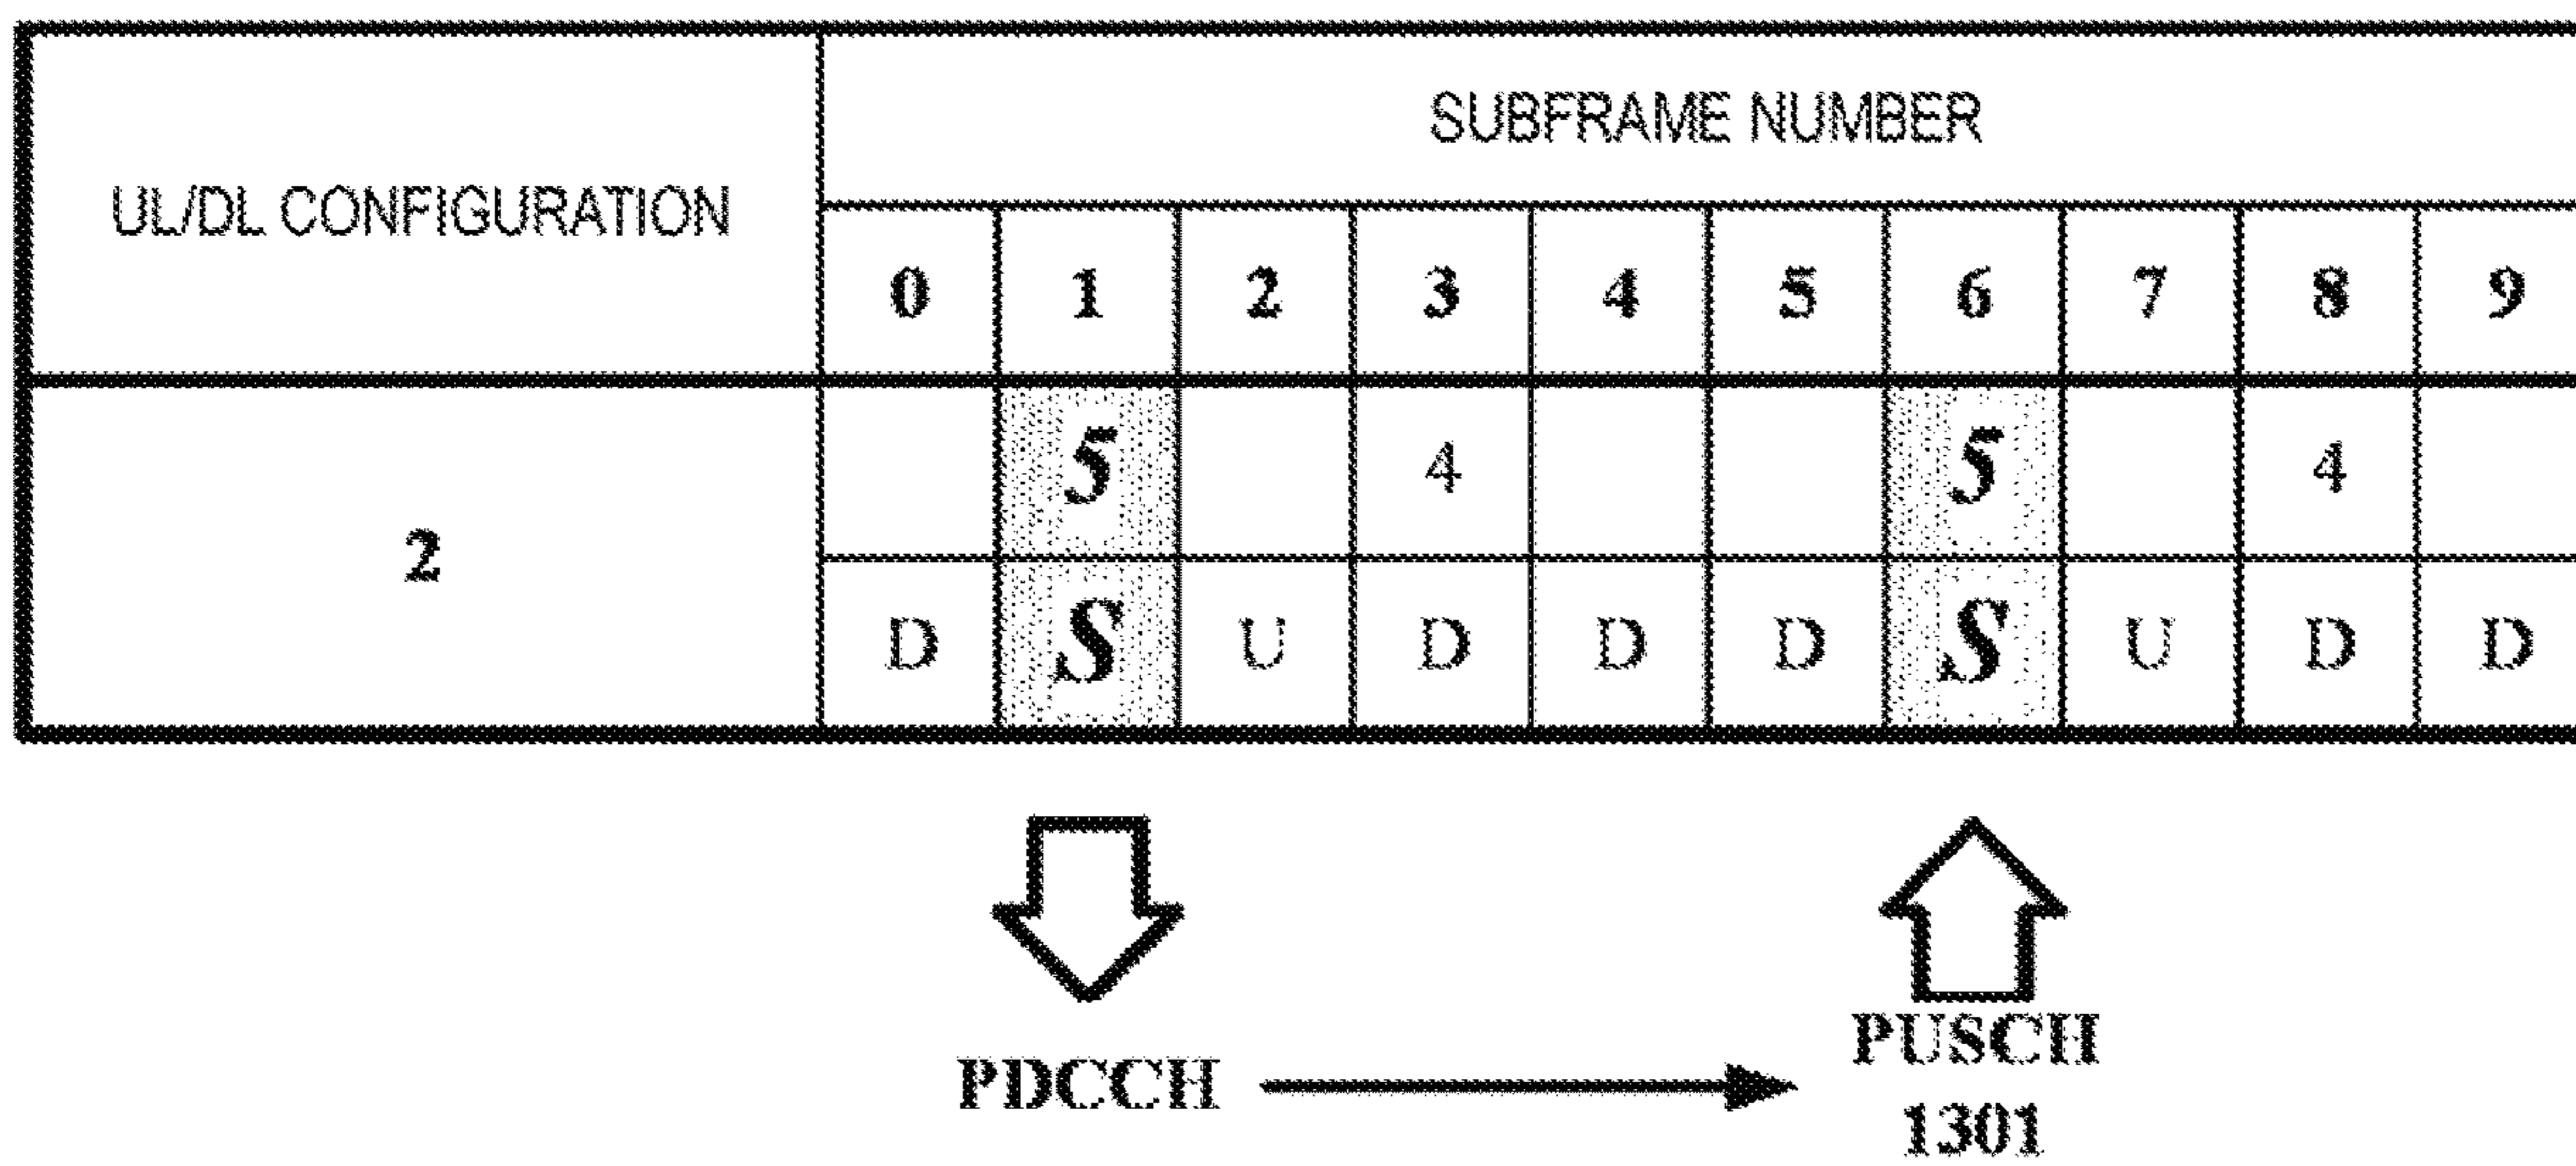 SUBFRAME NUMBER
UL/DL CONFIGURATION
0 1 2 3 4 5 6 7 8 9
5 4 5 4
2
D S U D D D S U D D
PDCCH
PUSCH
1301